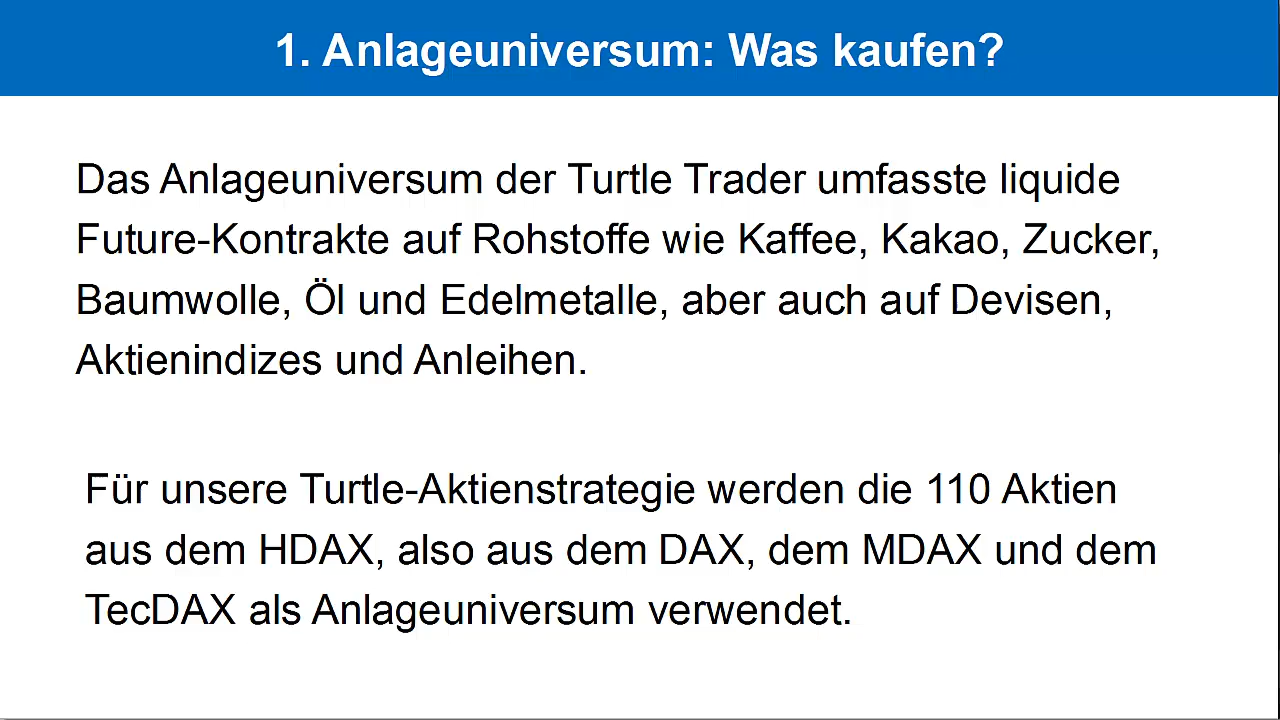 1. Anlageuniversum: Was kaufen?
Das Anlageuniversum der Turtle Trader umfasste liquide
Future-Kontrakte auf Rohstoffe wie Kaffee, Kakao, Zucker,
Baumwolle, Öl und Edelmetalle, aber auch auf Devisen,
Aktienindizes und Anleihen.
Für unsere Turtle-Aktienstrategie werden die 110 Aktien
aus dem HDAX, also aus dem DAX, dem MDAX und dem
TecDAX als Anlageuniversum verwendet.